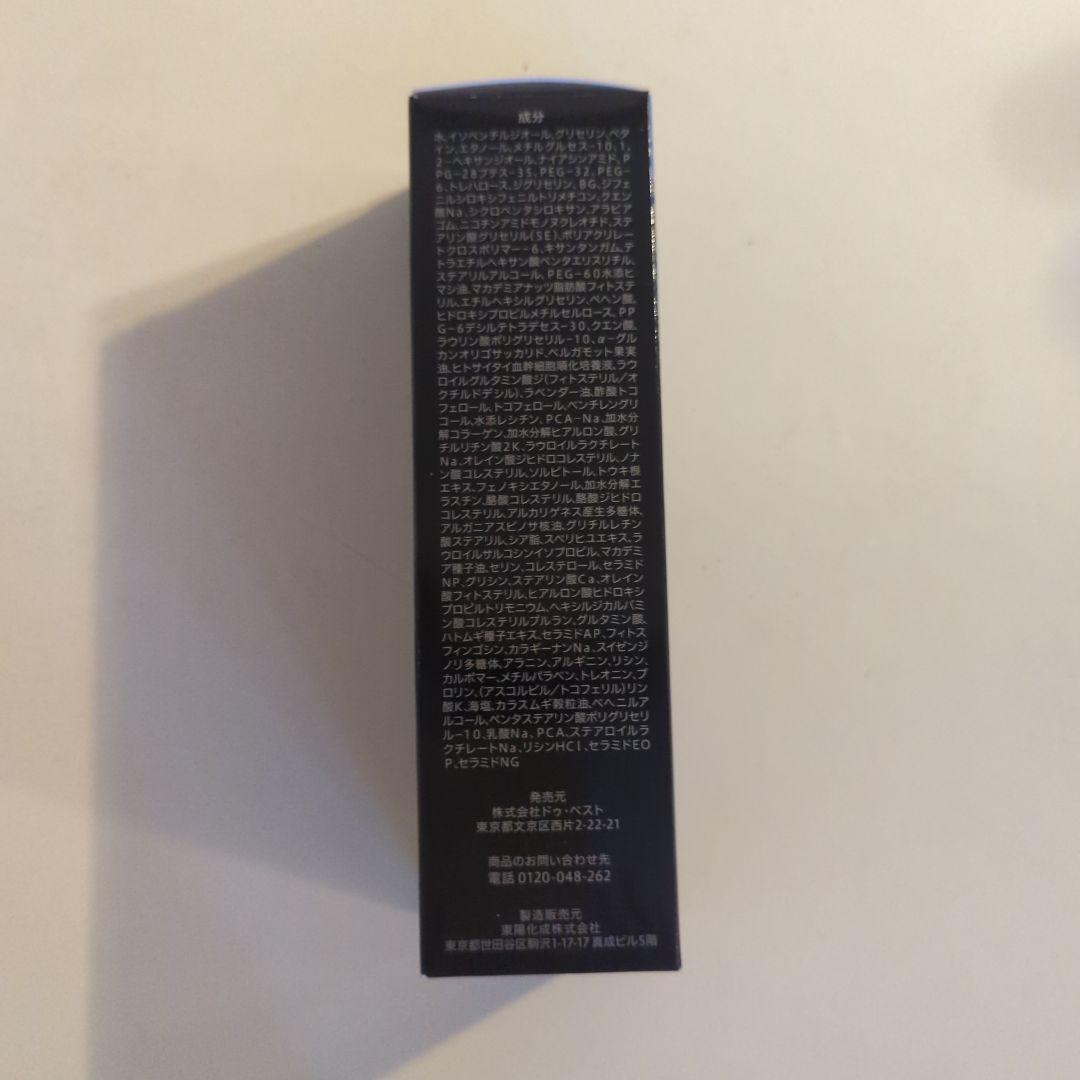 成分
水、イソペンチルジオール、グリセリン、ベタ
イン、エタノール、メチルグルセス-10、1,
2-ヘキサンジオール、ナイアシンアミド、P
PG-28ブテス-35、PEG-32、PEG-
6、トレハロース、ジグリセリン、BG、ジフェ
ニルシロキシフェニルトリメチコン、クエン
酸Na、シクロペンタシロキサン、アラビア
ゴム、ニコチンアミドモノヌクレオチド、ステ
アリン酸グリセリル(SE)、ポリアクリレー
トクロスポリマー-6、キサンタンガム、テ
トラエチルヘキサン酸ペンタエリスリチル、
ステアリルアルコール、PEG-60水添ヒ
マシ油、マカデミアナッツ脂肪酸フィトステ
リル、エチルヘキシルグリセリン、ベヘン酸、
ヒドロキシプロピルメチルセルロース、PP
G-6デシルテトラデセス-30、クエン酸、
ラウリン酸ポリグリセリル-10、α-グル
カンオリゴサッカリド、ベルガモット果実
油、ヒトサイタイ血幹細胞順化培養液、ラウ
ロイルグルタミン酸ジ(フィトステリル/オ
クチルドデシル)、ラベンダー油、酢酸トコ
フェロール、トコフェロール、ペンチレングリ
コール、水添レシチン、PCA-Na、加水分
解コラーゲン、加水分解ヒアルロン酸、グリ
チルリチン酸2K、ラウロイルラクチレート
Na、オレイン酸ジヒドロコレステリル、ノナ
ン酸コレステリル、ソルビトール、トウキ根
エキス、フェノキシエタノール、加水分解エ
ラスチン、酪酸コレステリル、酪酸ジヒドロ
コレステリル、アルカリゲネス産生多糖体、
アルガニアスピノサ核油、グリチルレチン
酸ステアリル、シア脂、スベリヒユエキス、ラ
ウロイルサルコシンイソプロピル、マカデミ
ア種子油、セリン、コレステロール、セラミド
NP、グリシン、ステアリン酸Ca、オレイン
酸フィトステリル、ヒアルロン酸ヒドロキシ
プロピルトリモニウム、ヘキシルジカルバミ
ン酸コレステリルプルラン、グルタミン酸、
ハトムギ種子エキス、セラミドAP、フィトス
フィンゴシン、カラギーナンNa、スイゼンジ
ノリ多糖体、アラニン、アルギニン、リシン、
カルボマー、メチルパラベン、トレオニン、プ
ロリン、(アスコルビル/トコフェリル)リン
酸K、海塩、カラスムギ穀粒油、ベヘニルア
ルコール、ペンタステアリン酸ポリグリセリ
ル-10、乳酸Na、PCA、ステアロイルラ
クチレートNa、リシンHCl、セラミドEO
P、セラミドNG
発売元
株式会社ドゥ・ベスト
東京都文京区西片2-22-21
商品のお問い合わせ先
電話 0120-048-262
製造販売元
東陽化成株式会社
東京都世田谷区駒沢1-17-17 真成ビル5階